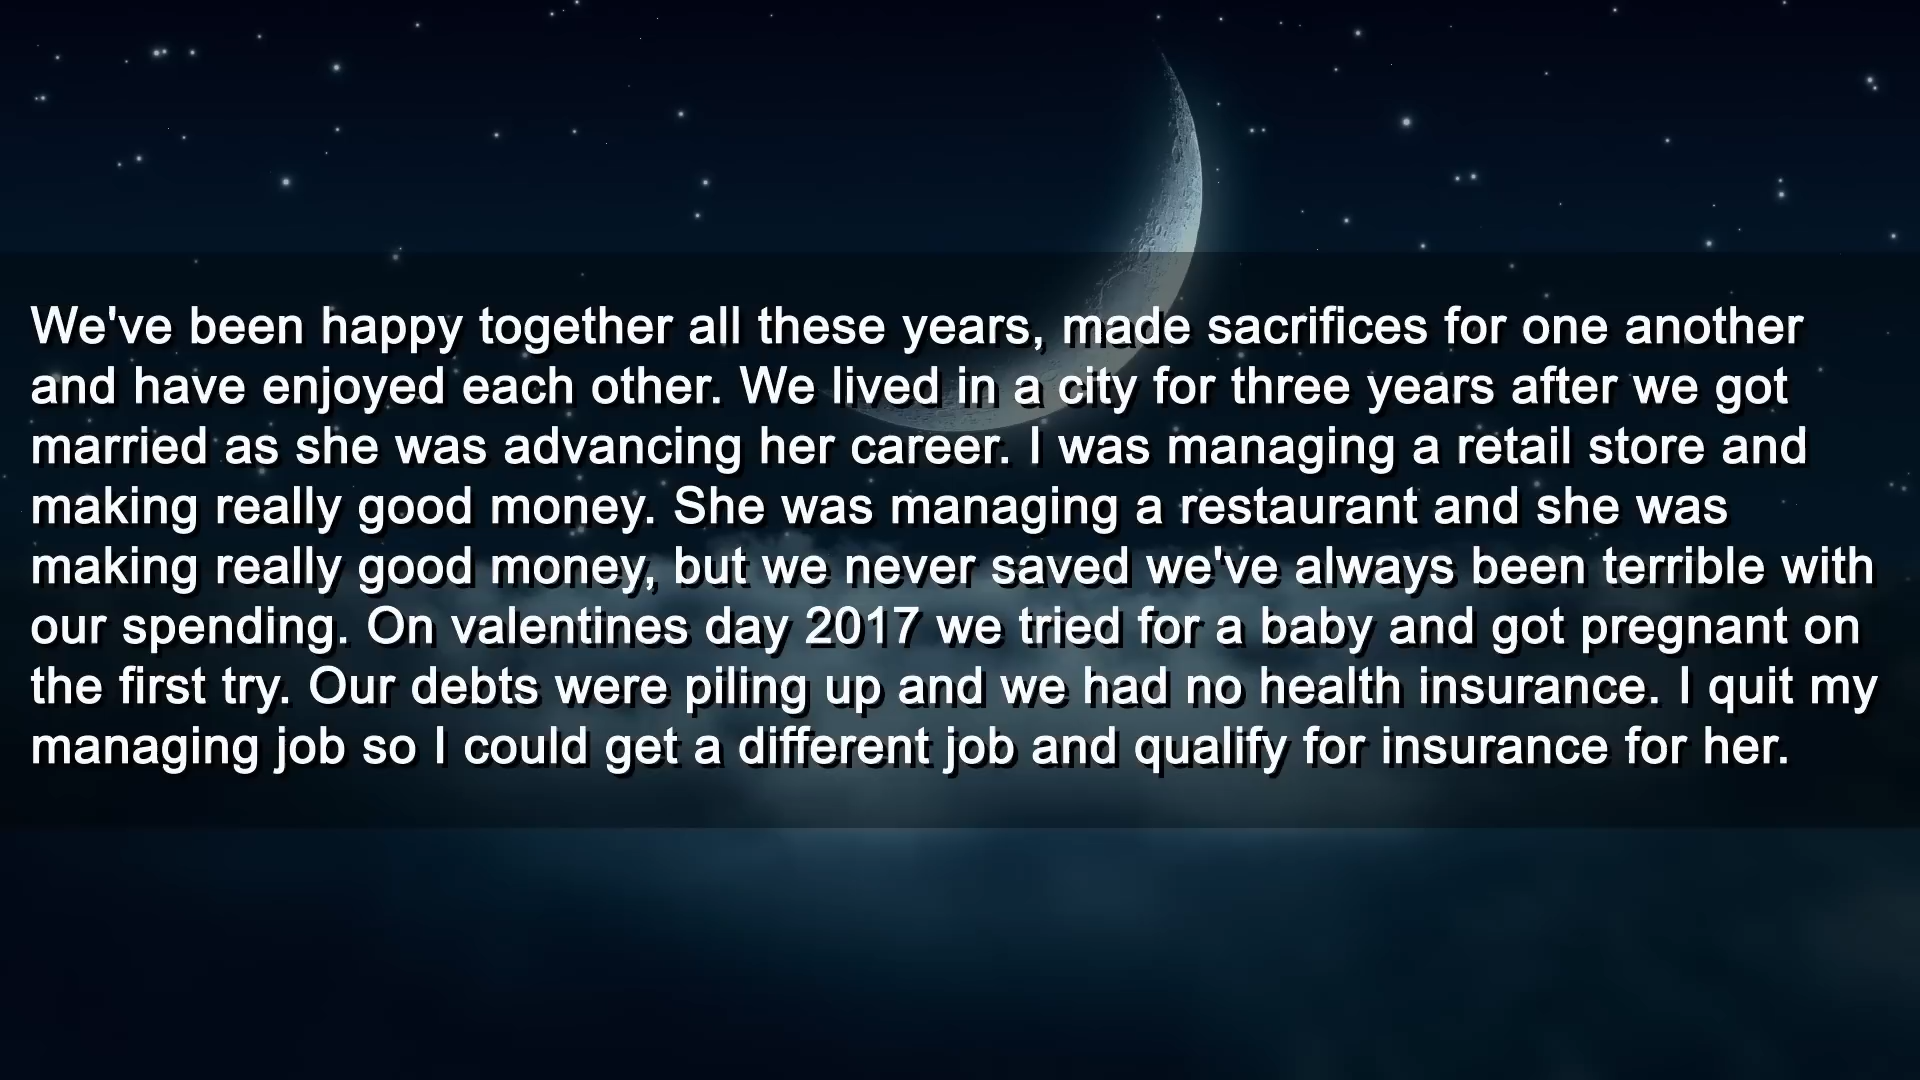 We've been happy together all these years, made sacrifices for one another
and have enjoyed each other. We lived in a city for three years after we got
married as she was advancing her career. I was managing a retail store and
making really good money. She was managing a restaurant and she was
making really good money, but we never saved we've always been terrible with
our spending. On valentines day 2017 we tried for a baby and got pregnant on
the first try. Our debts were piling up and we had no health insurance. I quit my
managing job so I could get a different job and qualify for insurance for her.